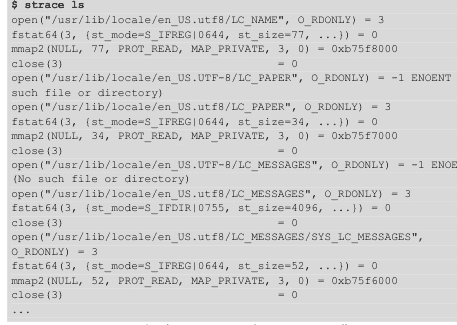 $ strace ls
open("/usr/lib/locale/en_US.utf8/LC_NAME", O_RDONLY) = 3
fstat64(3, {st_mode=S_IFREG|0644, st_size=77, ...}) = 0
mmap2(NULL, 77, PROT_READ, MAP_PRIVATE, 3, 0) = 0xb75f8000
close(3) = 0
open("/usr/lib/locale/en_US.UTF-8/LC_PAPER", O_RDONLY) = -1 ENOENT
such file or directory)
open("/usr/lib/locale/en_US.utf8/LC_PAPER", O_RDONLY) = 3
fstat64(3, {st_mode=S_IFREG|0644, st_size=34, ...}) = 0
mmap2(NULL, 34, PROT_READ, MAP_PRIVATE, 3, 0) = 0xb75f7000
close(3) = 0
open("/usr/lib/locale/en_US.UTF-8/LC_MESSAGES", O_RDONLY) = -1 ENOE
(No such file or directory)
open("/usr/lib/locale/en_US.utf8/LC_MESSAGES", O_RDONLY) = 3
fstat64(3, {st_mode=S_IFDIR|0755, st_size=4096, ...}) = 0
close(3) = 0
open("/usr/lib/locale/en_US.utf8/LC_MESSAGES/SYS_LC_MESSAGES",
O_RDONLY) = 3
fstat64(3, {st_mode=S_IFREG|0644, st_size=52, ...}) = 0
mmap2(NULL, 52, PROT_READ, MAP_PRIVATE, 3, 0) = 0xb75f6000
close(3) = 0
...